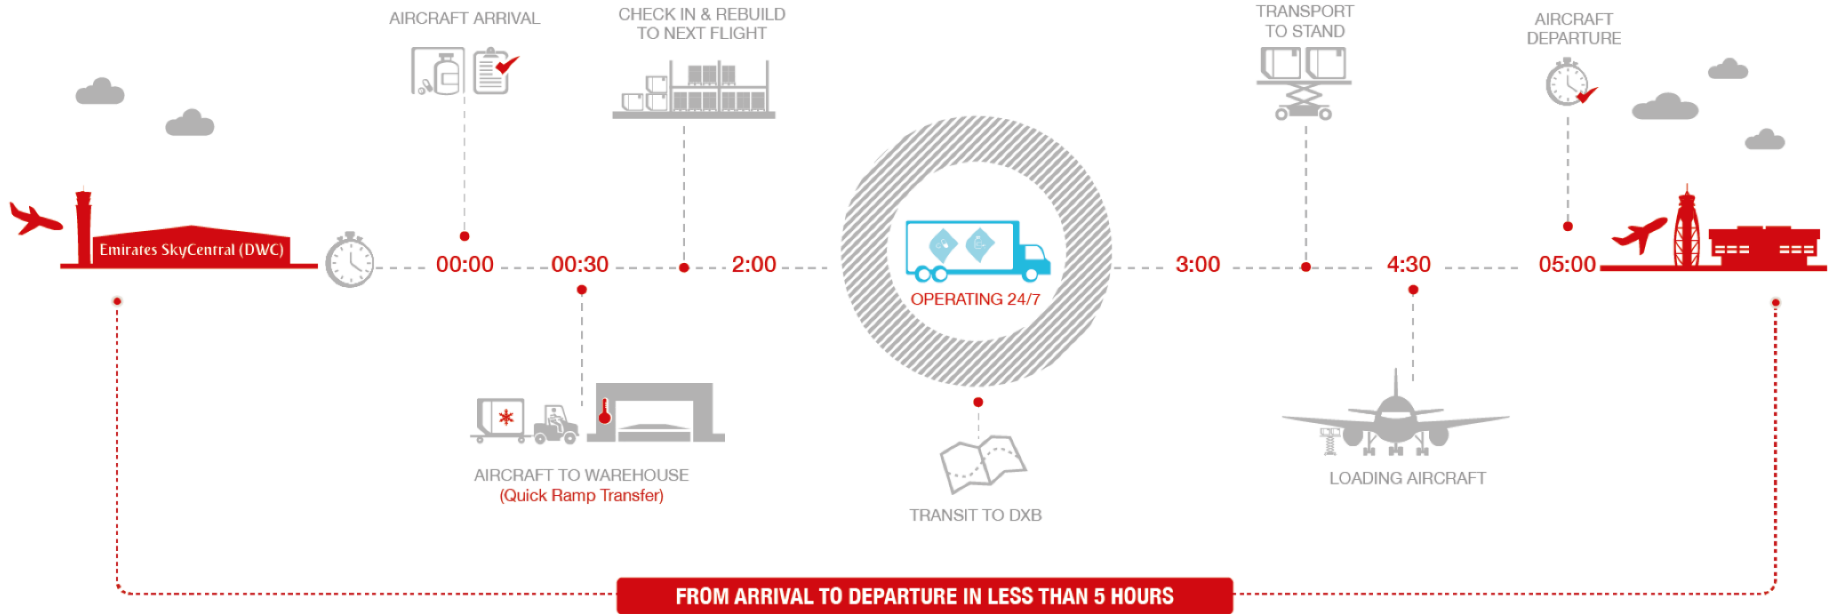 AIRCRAFT ARRIVAL
CHECK IN & REBUILD
TO NEXT FLIGHT
TRANSPORT
TO STAND
AIRCRAFT
DEPARTURE
Emirates SkyCentral (DWC)
00:00
00:30
2:00
OPERATING 24/7
3:00
4:30
05:00
AIRCRAFT TO WAREHOUSE
(Quick Ramp Transfer)
TRANSIT TO DXB
LOADING AIRCRAFT
FROM ARRIVAL TO DEPARTURE IN LESS THAN 5 HOURS